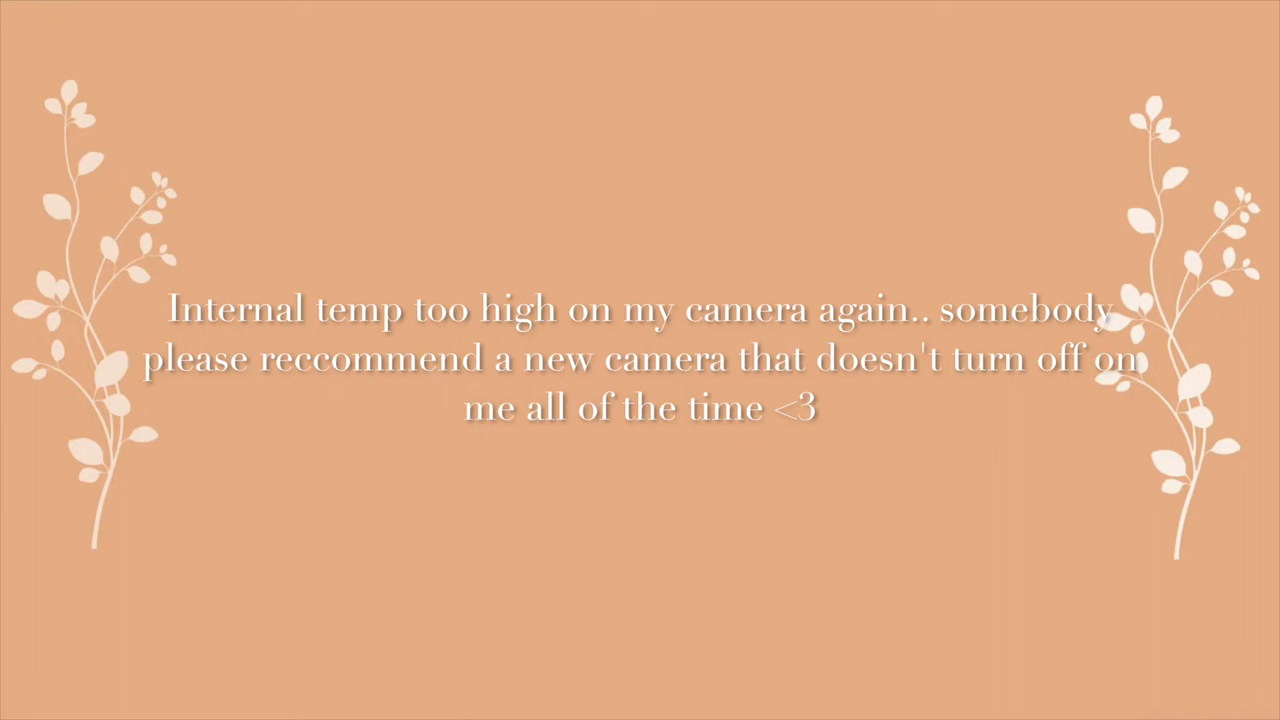 Internal temp too high on my camera again.. somebody
please reccommend a new camera that doesn't turn off on
me all of the time <3